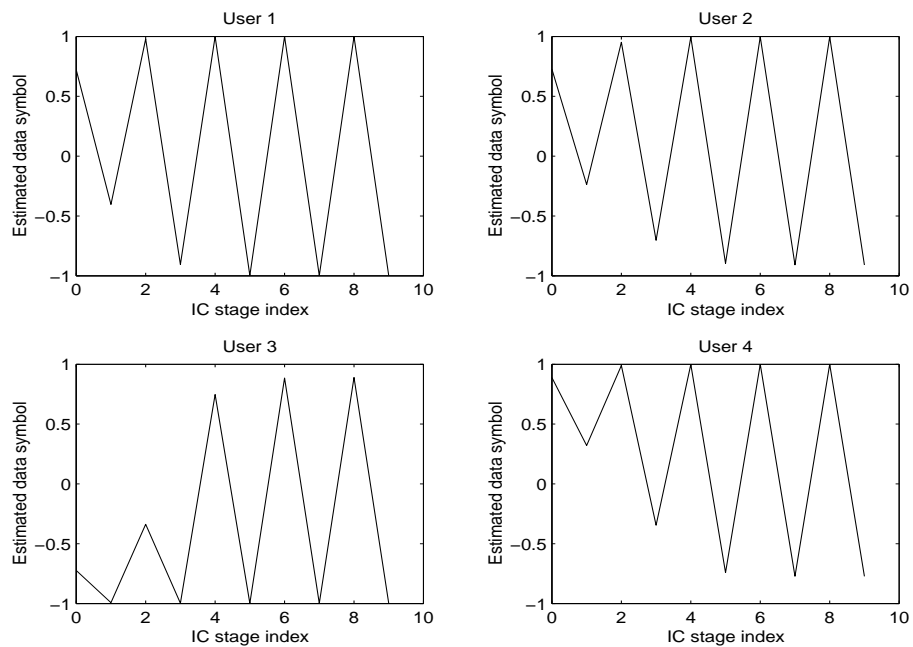 User 1
1
0.5
0
−0.5
−1
0 2 4 6 8 10
Estimated data symbol
IC stage index
User 2
1
0.5
0
−0.5
−1
0 2 4 6 8 10
Estimated data symbol
IC stage index
User 3
1
0.5
0
−0.5
−1
0 2 4 6 8 10
Estimated data symbol
IC stage index
User 4
1
0.5
0
−0.5
−1
0 2 4 6 8 10
Estimated data symbol
IC stage index